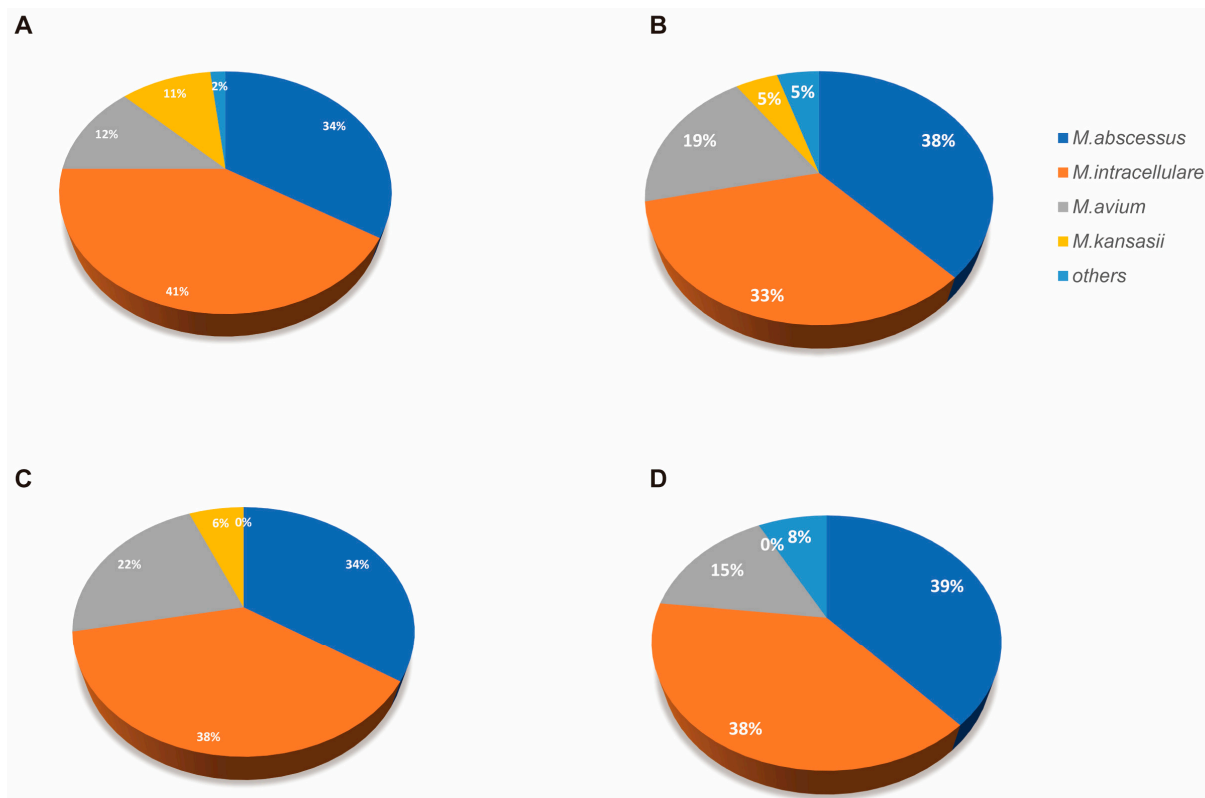 A
2%
11%
12%
34%
41%
B
5%
5%
19%
38%
33%
M.abscessus
M.intracellulare
M.avium
M.kansasii
others
C
6%
0%
22%
34%
38%
D
0%
8%
15%
39%
38%